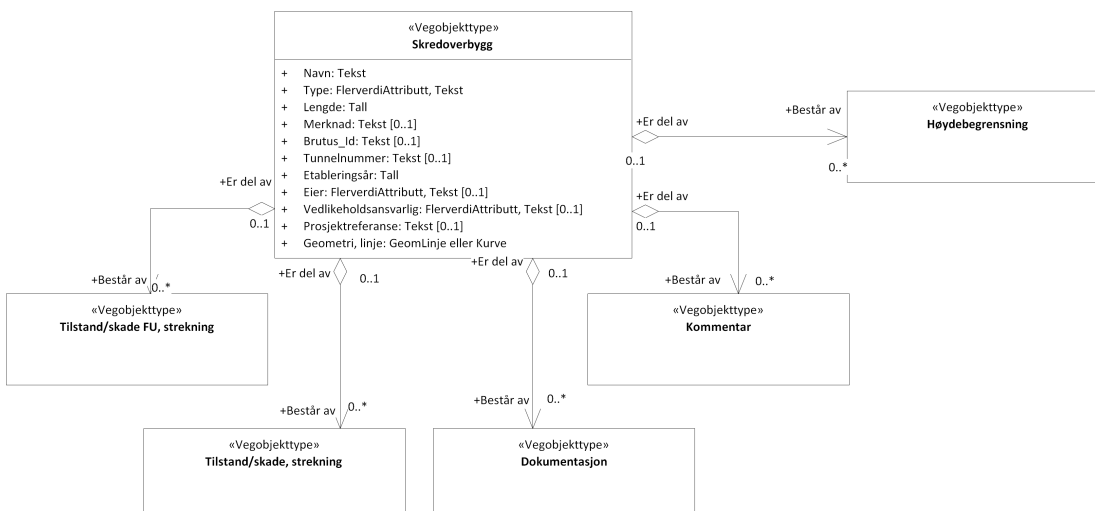 «Vegobjekttype»
Skredoverbygg
+ Navn: Tekst
+ Type: FlerverdiAttributt, Tekst
+ Lengde: Tall
+ Merknad: Tekst [0..1]
+ Brutus_Id: Tekst [0..1]
+ Tunnelnummer: Tekst [0..1]
+ Etableringsår: Tall
+ Eier: FlerverdiAttributt, Tekst [0..1]
+ Vedlikeholdsansvarlig: FlerverdiAttributt, Tekst [0..1]
+ Prosjektreferanse: Tekst [0..1]
+ Geometri, linje: GeomLinje eller Kurve
+Er del av
0..1
+Består av
0..*
«Vegobjekttype»
Høydebegrensning
+Er del av
0..1
+Består av
0..*
«Vegobjekttype»
Kommentar
+Er del av
0..1
+Består av
0..*
«Vegobjekttype»
Tilstand/skade FU, strekning
+Er del av
0..1
+Består av
0..*
«Vegobjekttype»
Tilstand/skade, strekning
+Er del av
0..1
+Består av
0..*
«Vegobjekttype»
Dokumentasjon